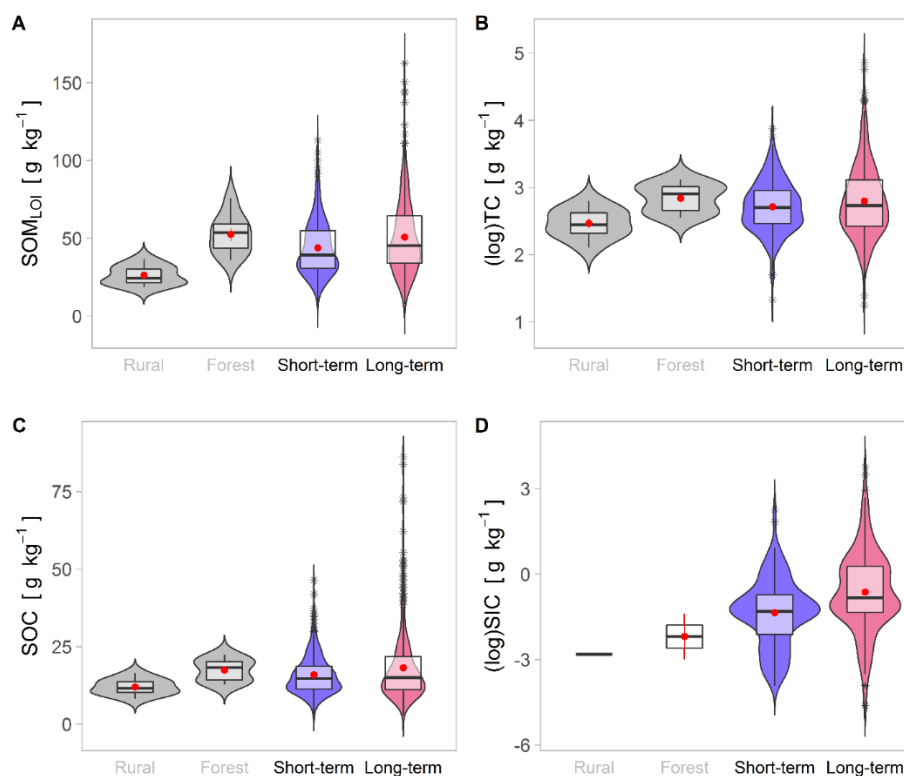 A
SOM_LOI [ g kg⁻¹ ]
150
100
50
0
Rural Forest Short-term Long-term
B
(log)TC [ g kg⁻¹ ]
5
4
3
2
1
Rural Forest Short-term Long-term
C
SOC [ g kg⁻¹ ]
75
50
25
0
Rural Forest Short-term Long-term
D
(log)SIC [ g kg⁻¹ ]
3
0
-3
-6
Rural Forest Short-term Long-term